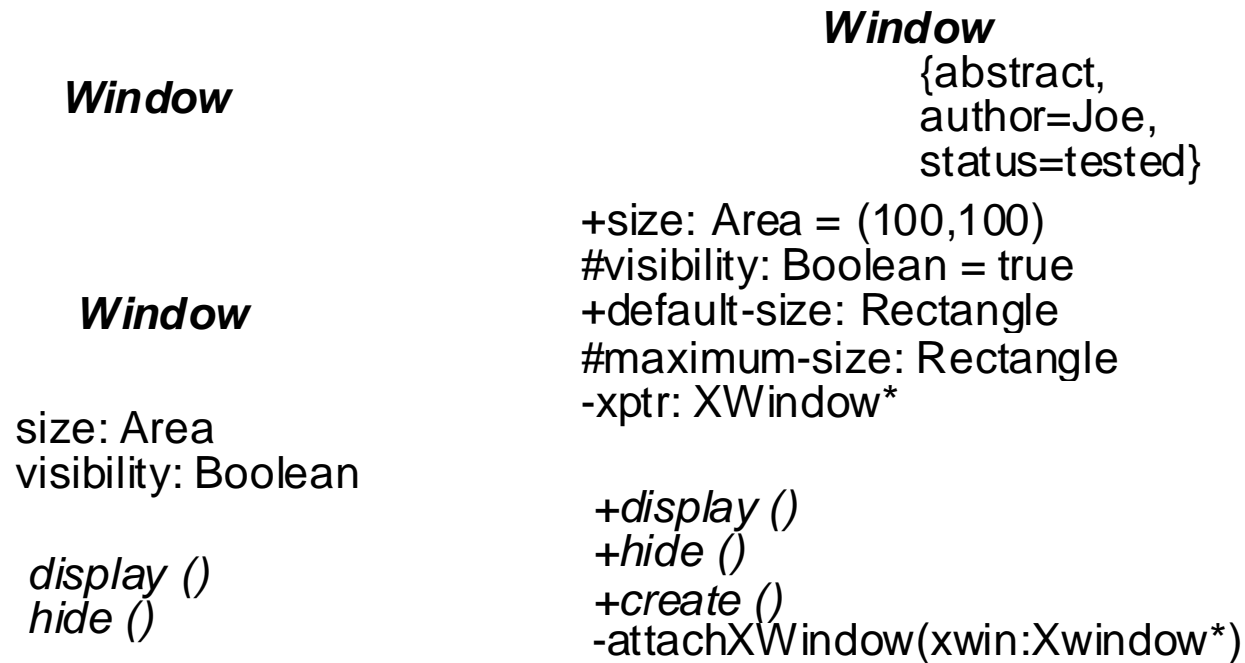 Window
Window
size: Area
visibility: Boolean
display ()
hide ()
Window
{abstract,
author=Joe,
status=tested}
+size: Area = (100,100)
#visibility: Boolean = true
+default-size: Rectangle
#maximum-size: Rectangle
-xptr: XWindow*
+display ()
+hide ()
+create ()
-attachXWindow(xwin:Xwindow*)